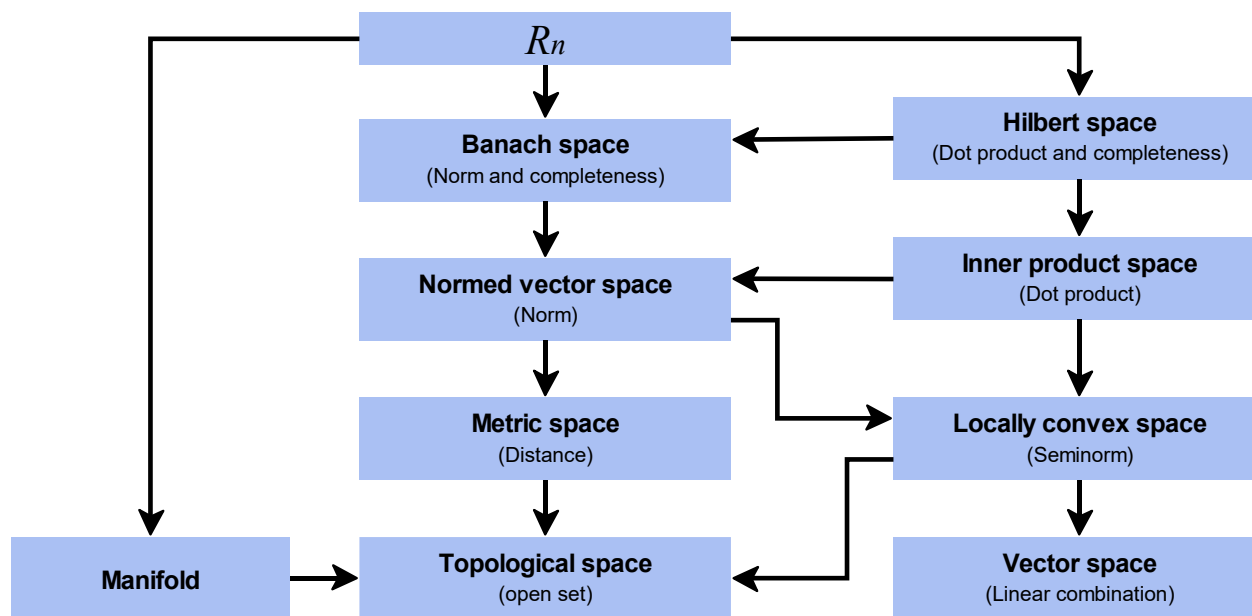 Rn
Banach space
(Norm and completeness)
Hilbert space
(Dot product and completeness)
Normed vector space
(Norm)
Inner product space
(Dot product)
Metric space
(Distance)
Locally convex space
(Seminorm)
Manifold
Topological space
(open set)
Vector space
(Linear combination)